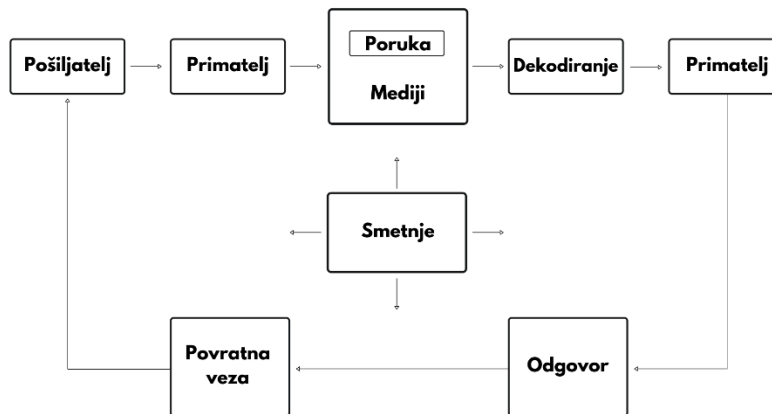 Pošiljatelj
Primatelj
Poruka
Mediji
Dekodiranje
Primatelj
Smetnje
Povratna
veza
Odgovor